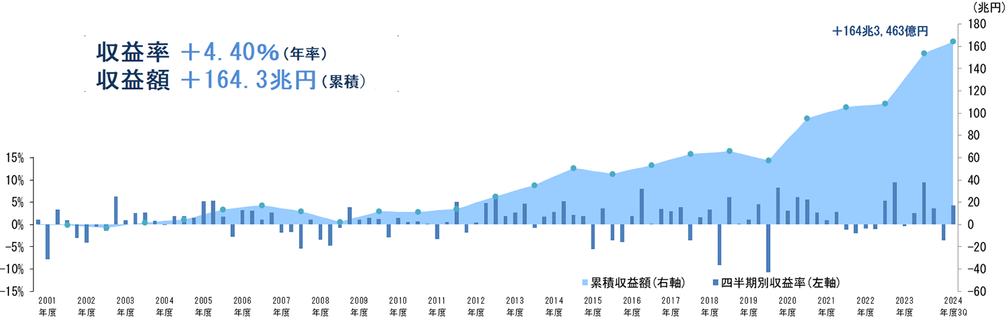 (兆円)
収益率 +4.40%(年率)
収益額 +164.3兆円(累積)
+164兆3,463億円
180
160
140
120
100
80
60
40
20
0
-20
-40
-60
15%
10%
5%
0%
-5%
-10%
-15%
累積収益額(右軸) 四半期別収益率(左軸)
2001 2002 2003 2004 2005 2006 2007 2008 2009 2010 2011 2012 2013 2014 2015 2016 2017 2018 2019 2020 2021 2022 2023 2024
年度 年度 年度 年度 年度 年度 年度 年度 年度 年度 年度 年度 年度 年度 年度 年度 年度 年度 年度 年度 年度 年度 年度 年度3Q